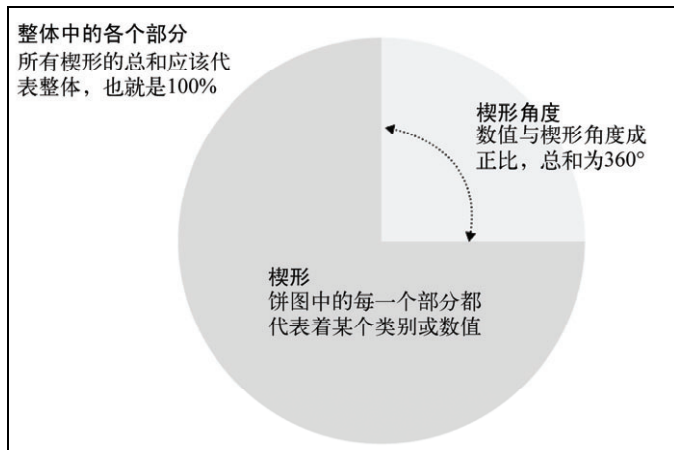 整体中的各个部分
所有楔形的总和应该代
表整体，也就是100%
楔形角度
数值与楔形角度成
正比，总和为360°
楔形
饼图中的每一个部分都
代表着某个类别或数值